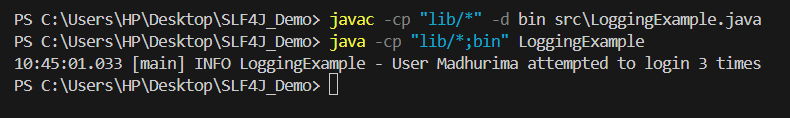 PS C:\Users\HP\Desktop\SLF4J_Demo> javac -cp "lib/*" -d bin src\LoggingExample.java
PS C:\Users\HP\Desktop\SLF4J_Demo> java -cp "lib/*;bin" LoggingExample
10:45:01.033 [main] INFO LoggingExample - User Madhurima attempted to login 3 times
PS C:\Users\HP\Desktop\SLF4J_Demo>